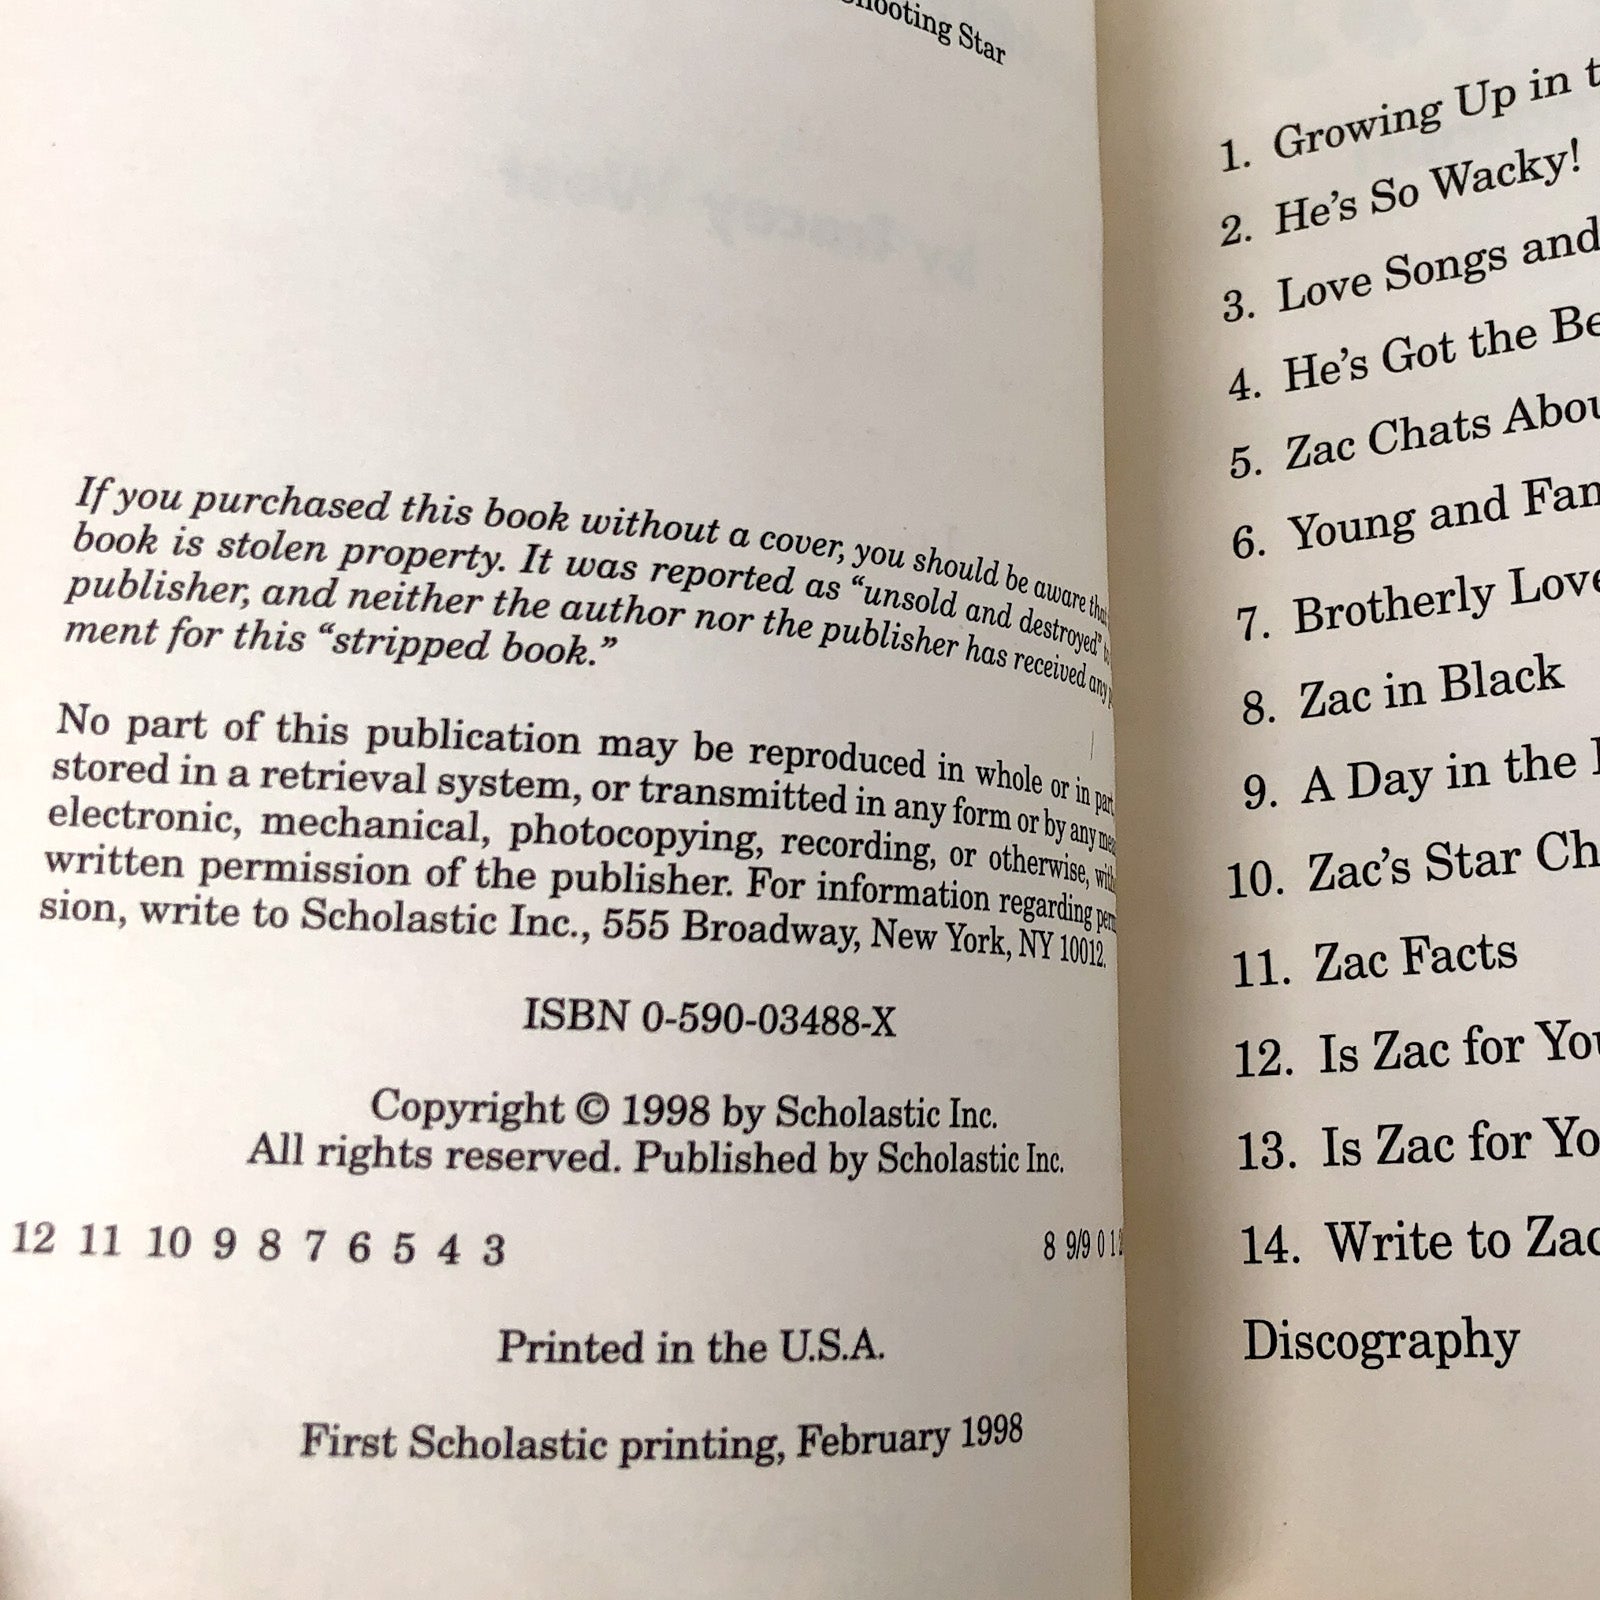 Shooting Star
If you purchased this book without a cover, you should be aware that
book is stolen property. It was reported as “unsold and destroyed”
publisher, and neither the author nor the publisher has received any
ment for this “stripped book.”
No part of this publication may be reproduced in whole or in part
stored in a retrieval system, or transmitted in any form or by any
electronic, mechanical, photocopying, recording, or otherwise,
written permission of the publisher. For information regarding
sion, write to Scholastic Inc., 555 Broadway, New York, NY 10012.
ISBN 0-590-03488-X
Copyright © 1998 by Scholastic Inc.
All rights reserved. Published by Scholastic Inc.
12 11 10 9 8 7 6 5 4 3
8 9/9 0 1
Printed in the U.S.A.
First Scholastic printing, February 1998
1. Growing Up in
2. He’s So Wacky!
3. Love Songs and
4. He’s Got the
5. Zac Chats
6. Young and
7. Brotherly Love
8. Zac in Black
9. A Day in the
10. Zac’s Star
11. Zac Facts
12. Is Zac for
13. Is Zac for
14. Write to Zac
Discography